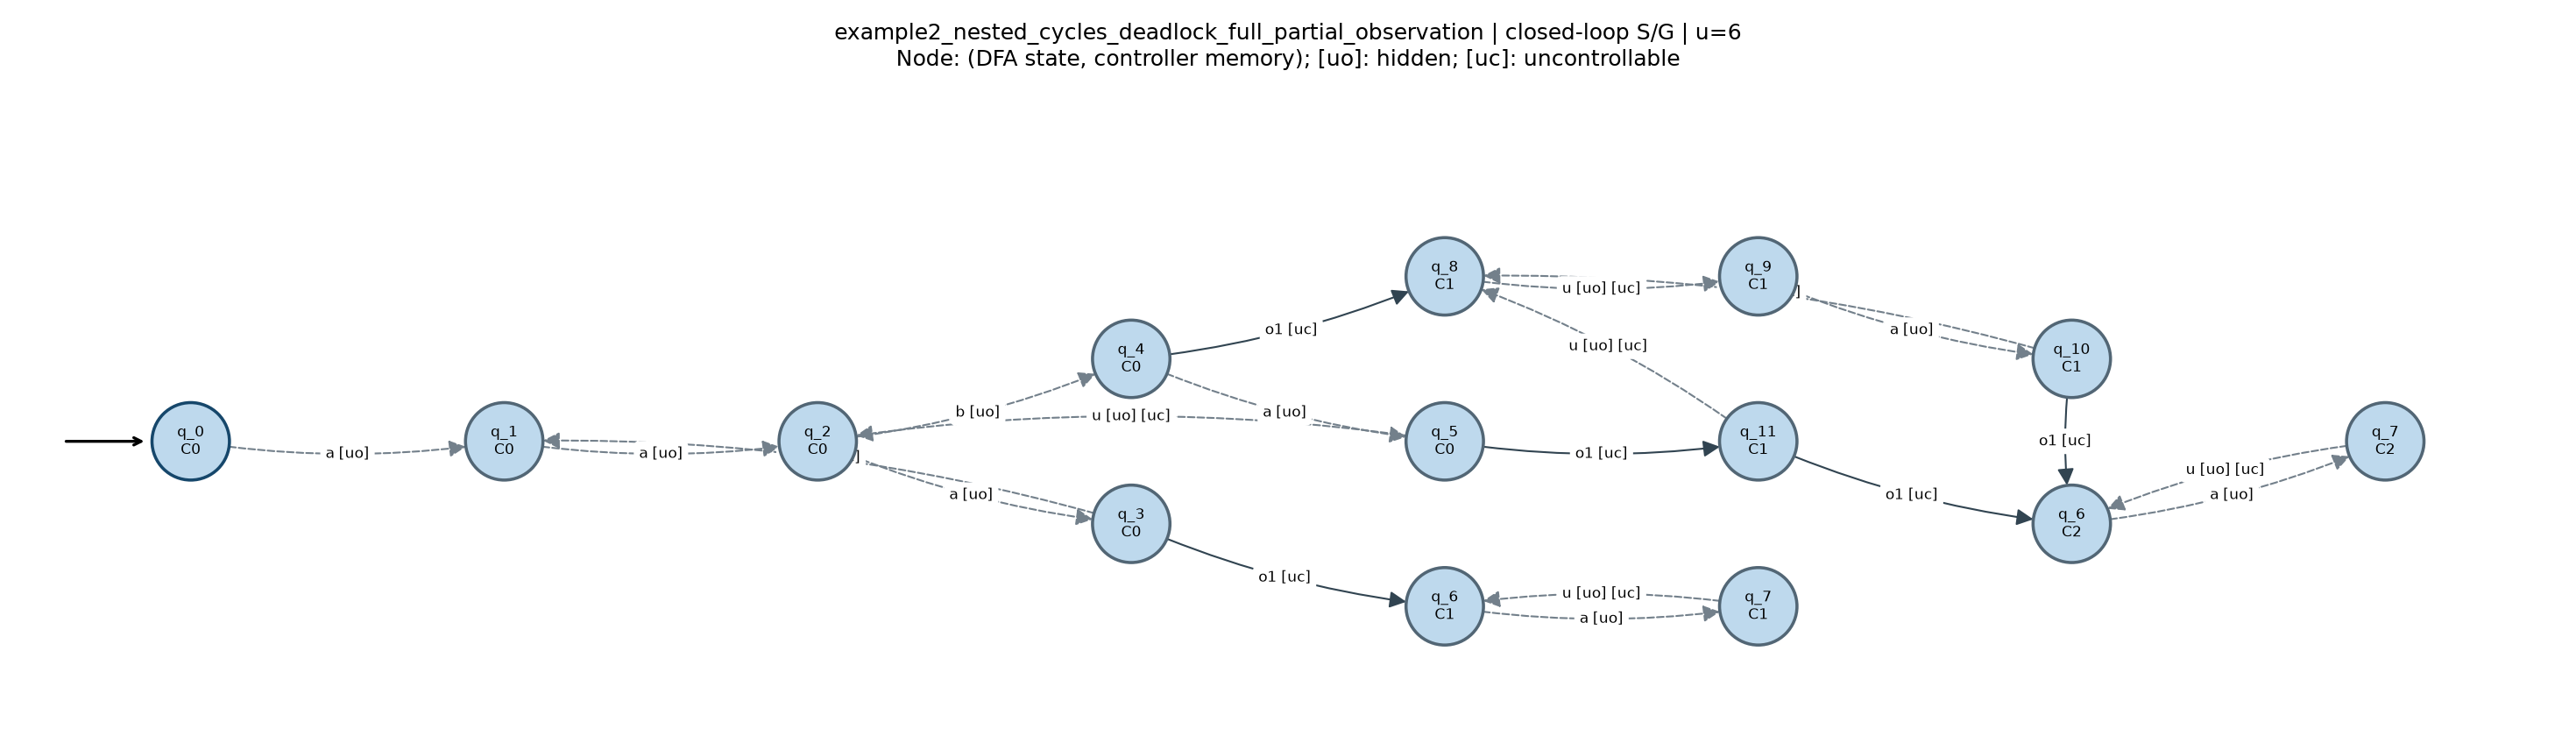 example2_nested_cycles_deadlock_full_partial_observation | closed-loop S/G | u=6
Node: (DFA state, controller memory); [uo]: hidden; [uc]: uncontrollable
q_8
C1
q_9
C1
u [uo] [uc]
]
o1 [uc]
a [uo]
u [uo] [uc]
q_4
C0
q_10
C1
b [uo]
u [uo] [uc]
a [uo]
q_0
C0
a [uo]
q_1
C0
a [uo]
q_2
C0
]
q_5
C0
o1 [uc]
q_11
C1
o1 [uc]
q_7
C2
u [uo] [uc]
a [uo]
a [uo]
o1 [uc]
q_3
C0
q_6
C2
o1 [uc]
q_6
C1
u [uo] [uc]
a [uo]
q_7
C1